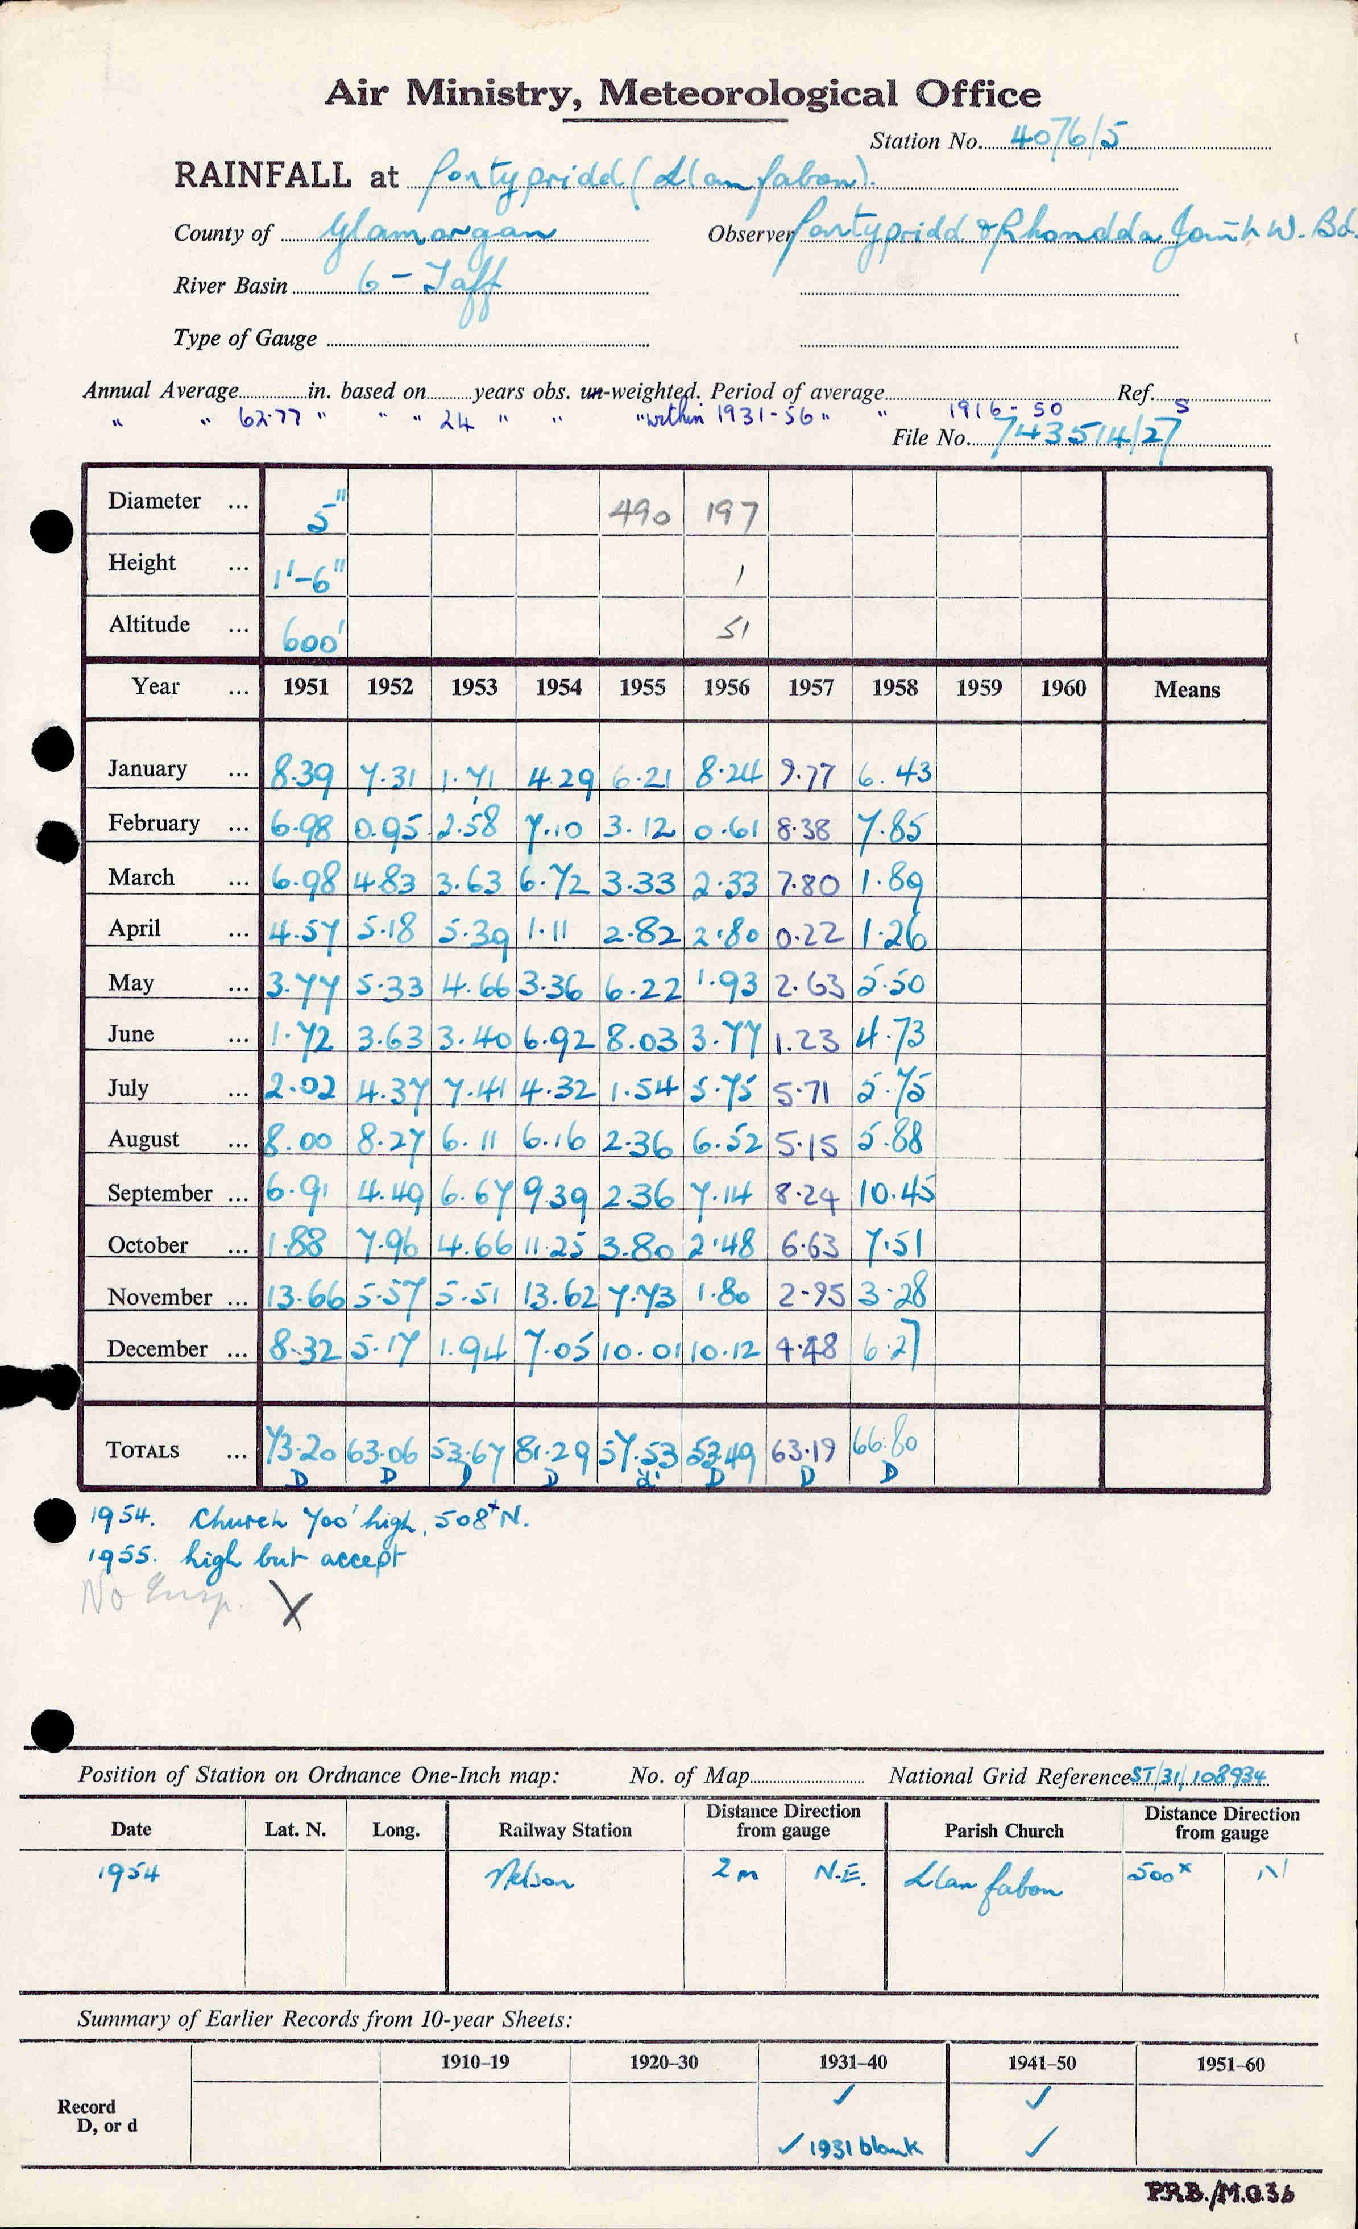 Air Ministry, Meteorological Office
Station No. 4076/5
RAINFALL at Pontypridd (Llanfabon).
County of Glamorgan Observer Pontypridd & Rhondda Joint W. Bd.
River Basin 6 - Taff
Type of Gauge
Annual Average in. based on years obs. un-weighted. Period of average Ref.
" " 62.77 " " " 24 " " "within 1931-56" " 1916-50 S
File No. 743514/27
Diameter ... 5" 490 197
Height ... 1'-6" 1
Altitude ... 600' 51
Year ... 1951 1952 1953 1954 1955 1956 1957 1958 1959 1960 Means
January ... 8.39 7.31 1.71 4.29 6.21 8.24 9.77 6.43
February ... 6.98 0.95 2.58 7.10 3.12 0.61 8.38 7.85
March ... 6.98 4.83 3.63 6.72 3.33 2.33 7.80 1.89
April ... 4.57 5.18 5.39 1.11 2.82 2.80 0.22 1.26
May ... 3.77 5.33 4.66 3.36 6.22 1.93 2.63 5.50
June ... 1.72 3.63 3.40 6.92 8.03 3.77 1.23 4.73
July ... 2.02 4.37 7.41 4.32 1.54 5.75 5.71 5.75
August ... 8.00 8.27 6.11 6.16 2.36 6.52 5.15 5.88
September ... 6.91 4.49 6.67 9.39 2.36 7.14 8.24 10.45
October ... 1.88 7.96 4.66 11.25 3.80 2.48 6.63 7.51
November ... 13.66 5.57 5.51 13.62 7.73 1.80 2.95 3.28
December ... 8.32 5.17 1.94 7.05 10.01 10.12 4.48 6.27
TOTALS ... 73.20 63.06 53.67 81.29 57.53 53.49 63.19 66.80
D D D D d D D D
1954. Church 700' high, 508x N.
1955. high but accept
No Insp. X
Position of Station on Ordnance One-Inch map: No. of Map National Grid Reference ST/31/108934
Date Lat. N. Long. Railway Station Distance Direction from gauge Parish Church Distance Direction from gauge
1954 Nelson 2m N.E. Llanfabon 500x N
Summary of Earlier Records from 10-year Sheets:
1910-19 1920-30 1931-40 1941-50 1951-60
Record ✓ ✓
D, or d ✓ 1931 blank ✓
P.R.B./M.O.36